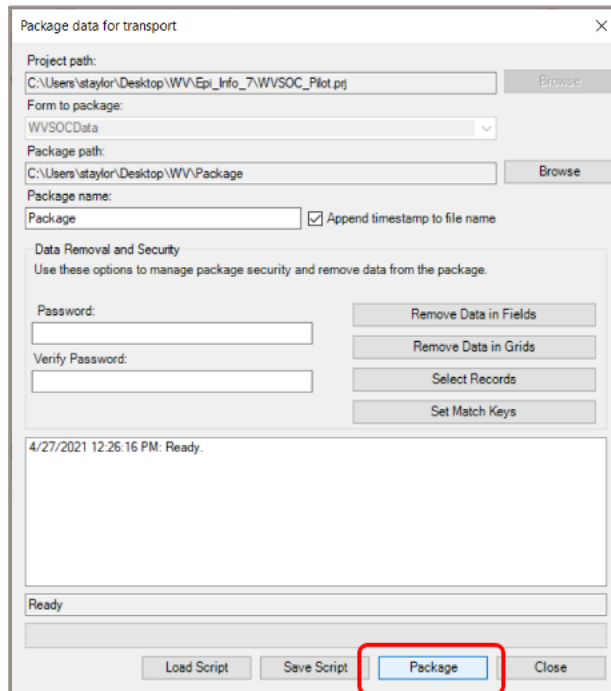 Package data for transport
Project path:
C:\Users\staylor\Desktop\WV\Epi_Info_7\WVSOC_Pilot.prj
Browse
Form to package:
WVSOCData
Package path:
C:\Users\staylor\Desktop\WV\Package
Browse
Package name:
Package
Append timestamp to file name
Data Removal and Security
Use these options to manage package security and remove data from the package.
Password:
Remove Data in Fields
Remove Data in Grids
Verify Password:
Select Records
Set Match Keys
4/27/2021 12:26:16 PM: Ready.
Ready
Load Script Save Script Package Close